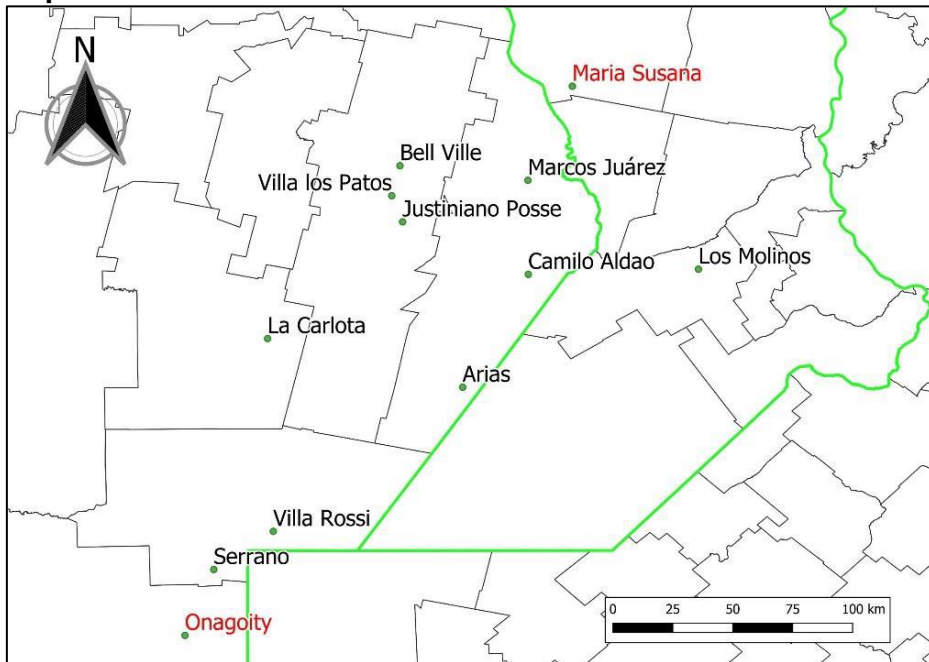 N
Maria Susana
Bell Ville
Marcos Juárez
Villa los Patos
Justiniano Posse
Camilo Aldao
Los Molinos
La Carlota
Arias
Villa Rossi
Serrano
Onagoity
0 25 50 75 100 km